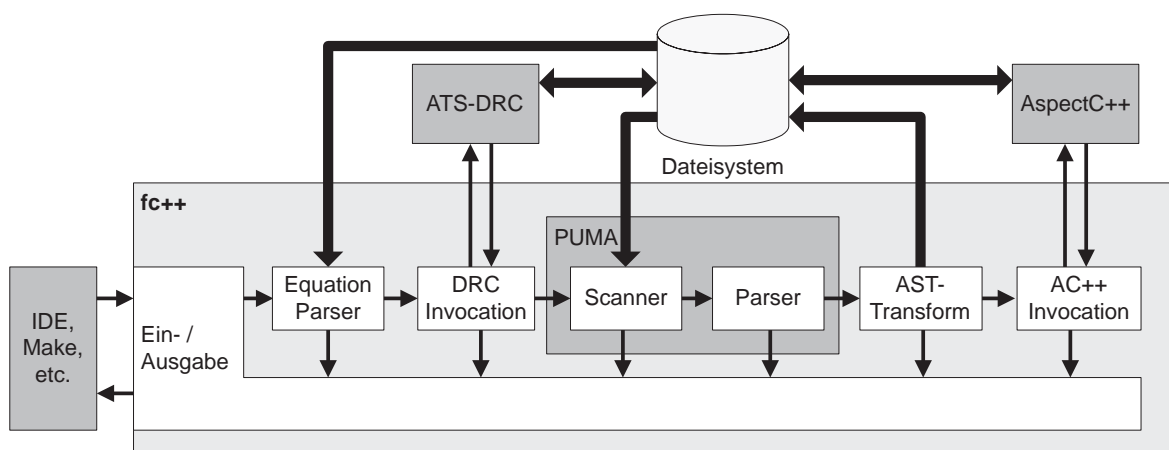 ATS-DRC
AspectC++
Dateisystem
fc++
PUMA
IDE,
Make,
etc.
Ein- /
Ausgabe
Equation
Parser
DRC
Invocation
Scanner
Parser
AST-
Transform
AC++
Invocation